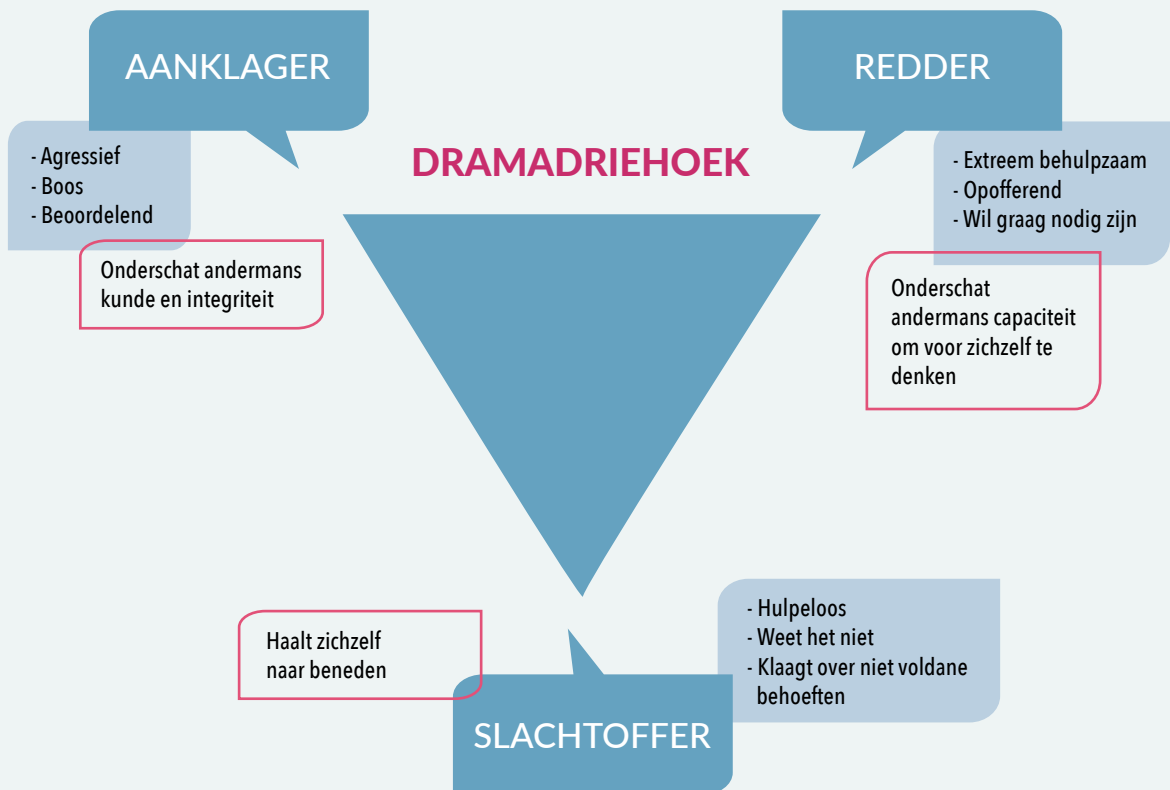 AANKLAGER
- Agressief
- Boos
- Beoordelend
Onderschat andermans
kunde en integriteit
DRAMADRIEHOEK
REDDER
- Extreem behulpzaam
- Opofferend
- Wil graag nodig zijn
Onderschat
andermans capaciteit
om voor zichzelf te
denken
Haalt zichzelf
naar beneden
SLACHTOFFER
- Hulpeloos
- Weet het niet
- Klaagt over niet voldane
behoeften